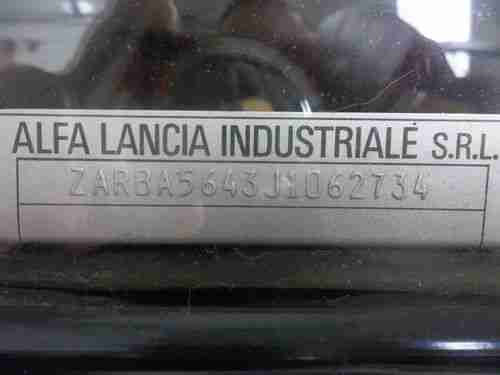 ALFA LANCIA INDUSTRIALE S.R.L.
ZARBA5643J1062734